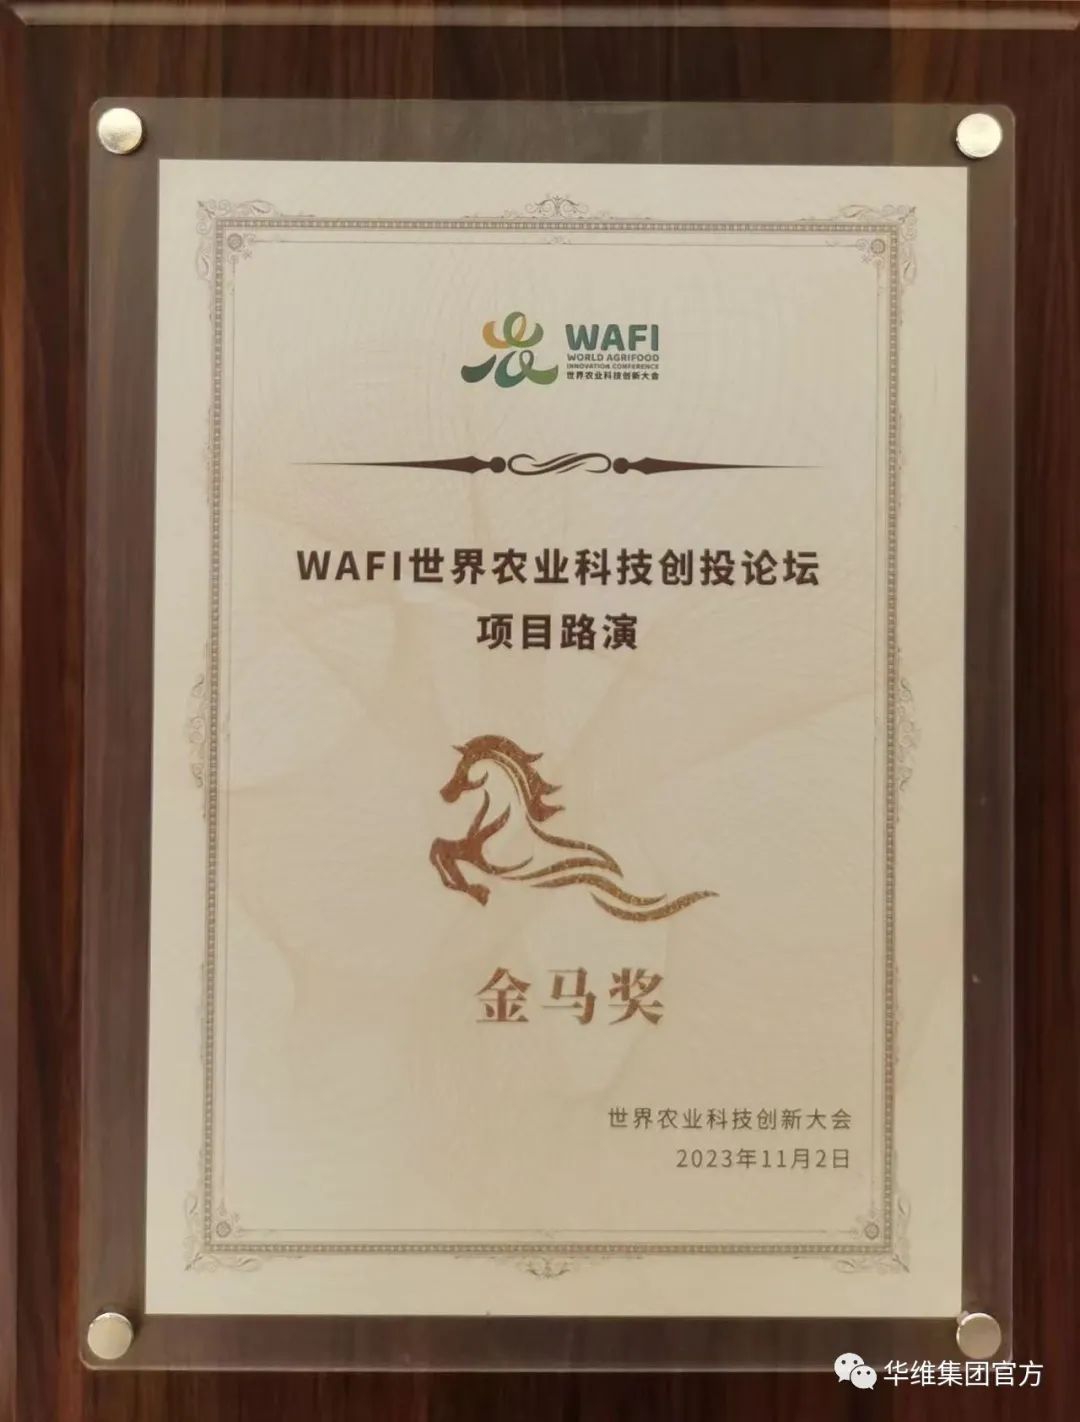 WAFI
WORLD AGRIFOOD
INNOVATION CONFERENCE
世界农业科技创新大会
WAFI世界农业科技创投论坛
项目路演
金马奖
世界农业科技创新大会
2023年11月2日
华维集团官方